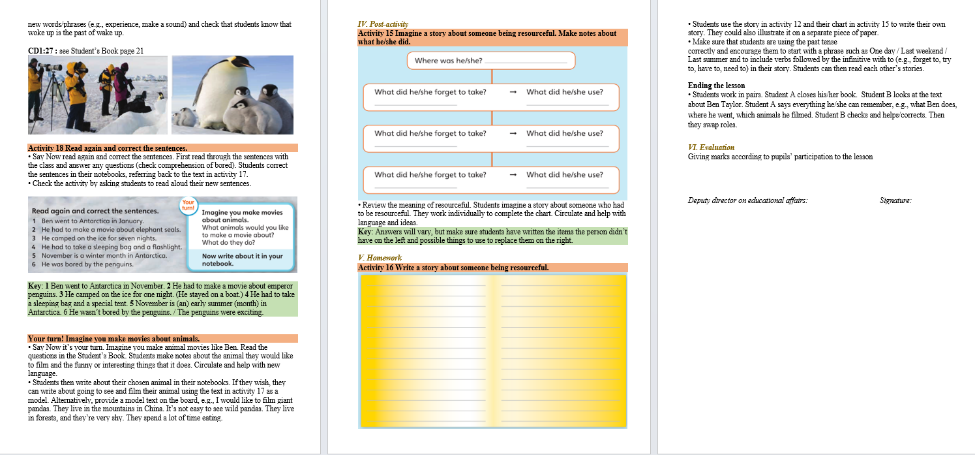 new words/phrases (e.g., experience, make a sound) and check that students know
woke up is the past of wake up.
CD1:27 : see Student's Book page 21
Activity 18 Read again and correct the sentences.
• Say Now read again and correct the sentences. First read through the sentences with
the class and answer any questions (check comprehension of bored). Students correct
the sentences in their notebooks, referring back to the text in activity 17.
• Check the activity by asking students to read aloud their new sentences.
Read again and correct the sentences.
1 Ben went to Antarctica in January.
2 He had to make a movie about elephant seals.
3 He camped on the ice for seven nights.
4 He had to take a sleeping bag and a flashlight.
5 November is a winter month in Antarctica.
6 He was bored by the penguins.
Your
turn!
Imagine you make movies
about animals.
What animals would you like
to make a movie about?
What do they do?
Now write about it in your
notebook.
Key: 1 Ben went to Antarctica in November. 2 He had to make a movie about emperor
penguins. 3 He camped on the ice for one night. (He stayed on a boat.) 4 He had to take
a sleeping bag and a special tent. 5 November is (an) early summer (month) in
Antarctica. 6 He wasn't bored by the penguins. / The penguins were exciting.
Your turn! Imagine you make movies about animals.
• Say Now it's your turn. Imagine you make animal movies like Ben. Read the
questions in the Student's Book. Students make notes about the animal they would like
to film and the funny or interesting things that it does. Circulate and help with new
language.
• Students then write about their chosen animal in their notebooks. If they wish, they
can write about going to see and film their animal using the text in activity 17 as a
model. Alternatively, provide a model text on the board, e.g., I would like to film giant
pandas. They live in the mountains in China. It's not easy to see wild pandas. They live
in forests, and they're very shy. They spend a lot of time eating.
IV. Post-activity
Activity 15 Imagine a story about someone being resourceful. Make notes about
what he/she did.
Where was he/she?
What did he/she forget to take? → What did he/she use?
What did he/she forget to take? → What did he/she use?
What did he/she forget to take? → What did he/she use?
• Review the meaning of resourceful. Students imagine a story about someone who had
to be resourceful. They work individually to complete the chart. Circulate and help with
language and ideas.
Key: Answers will vary, but make sure students have written the items the person didn't
have on the left and possible things to use to replace them on the right.
V. Homework
Activity 16 Write a story about someone being resourceful.
• Students use the story in activity 12 and their chart in activity 15 to write their own
story. They could also illustrate it on a separate piece of paper.
• Make sure that students are using the past tense
correctly and encourage them to start with a phrase such as One day / Last weekend /
Last summer and to include verbs followed by the infinitive with to (e.g., forget to, try
to, have to, need to) in their story. Students can then read each other's stories.
Ending the lesson
• Students work in pairs. Student A closes his/her book. Student B looks at the text
about Ben Taylor. Student A says everything he/she can remember, e.g., what Ben does,
where he went, which animals he filmed. Student B checks and helps/corrects. Then
they swap roles.
VI. Evaluation
Giving marks according to pupils' participation to the lesson
Deputy director on educational affairs: Signature: